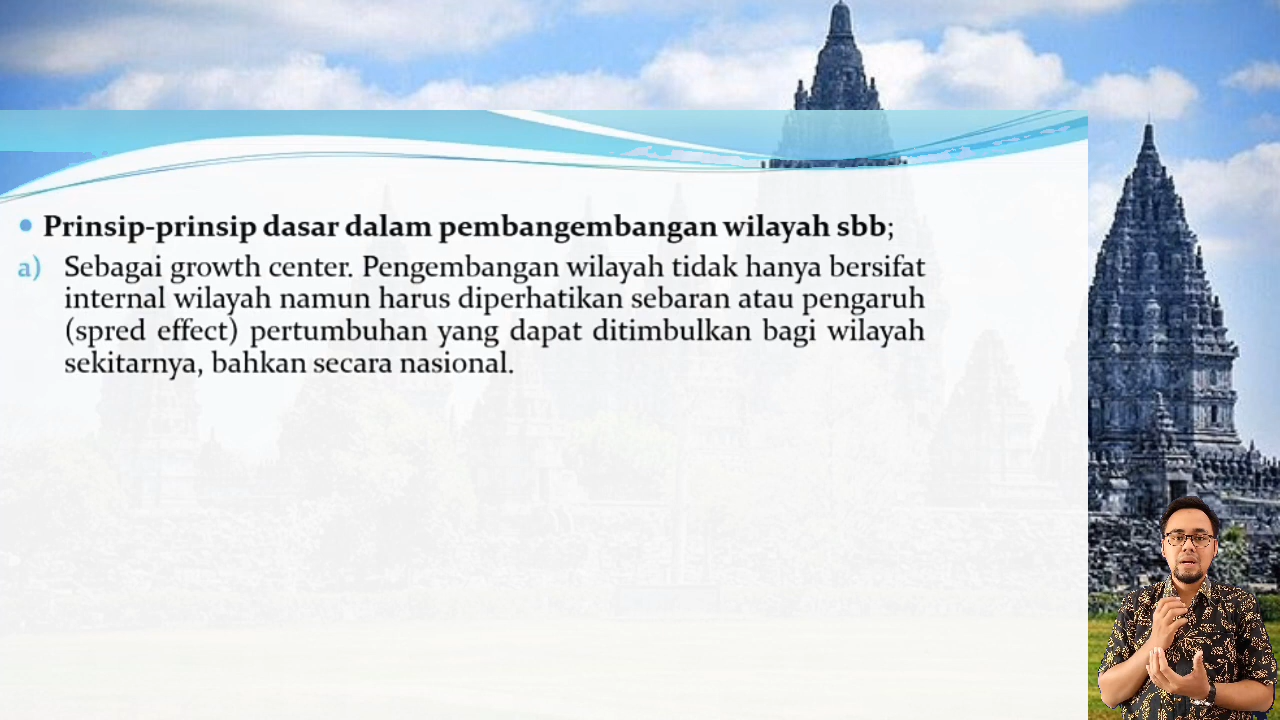 • Prinsip-prinsip dasar dalam pembangembangan wilayah sbb;
a) Sebagai growth center. Pengembangan wilayah tidak hanya bersifat
internal wilayah namun harus diperhatikan sebaran atau pengaruh
(spred effect) pertumbuhan yang dapat ditimbulkan bagi wilayah
sekitarnya, bahkan secara nasional.